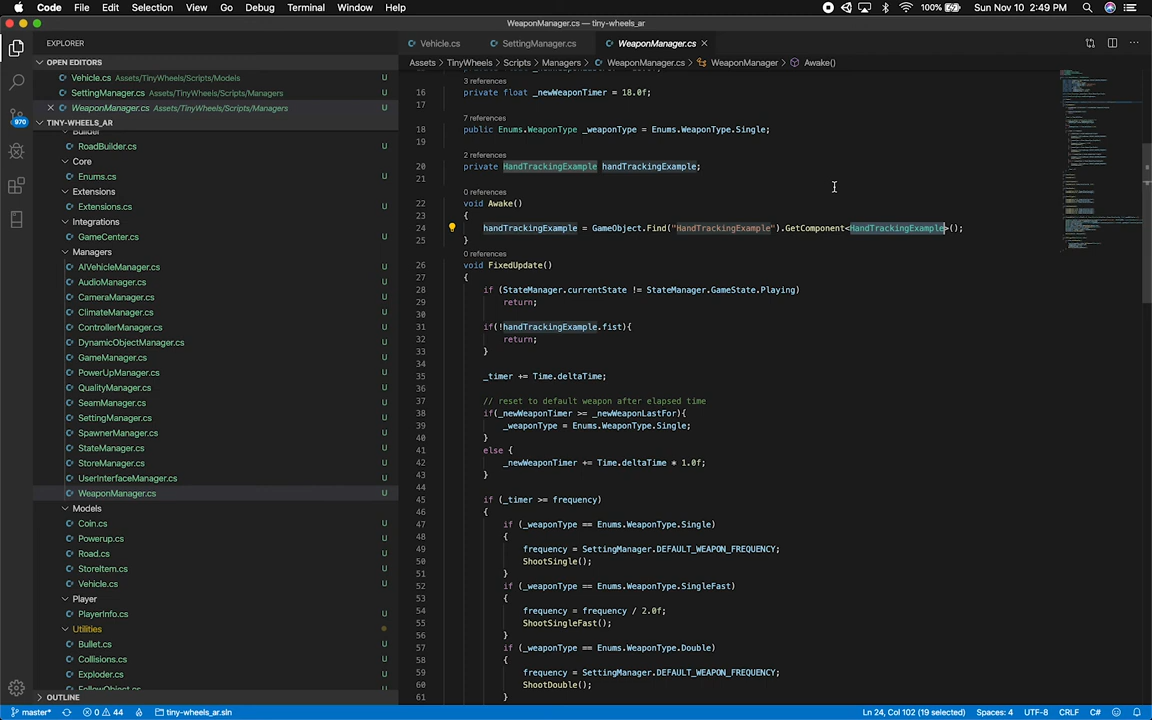 Code File Edit Selection View Go Debug Terminal Window Help 100% Sun Nov 10 2:49 PM
WeaponManager.cs — tiny-wheels_ar
EXPLORER
Vehicle.cs SettingManager.cs WeaponManager.cs
OPEN EDITORS
Assets > TinyWheels > Scripts > Managers > WeaponManager.cs > WeaponManager > Awake()
Vehicle.cs Assets/TinyWheels/Scripts/Models U
SettingManager.cs Assets/TinyWheels/Scripts/Managers U
WeaponManager.cs Assets/TinyWheels/Scripts/Managers U
970
TINY-WHEELS_AR
Builder
RoadBuilder.cs U
Core
Enums.cs U
Extensions
Extensions.cs U
Integrations
GameCenter.cs U
Managers
AIVehicleManager.cs U
AudioManager.cs U
CameraManager.cs U
ClimateManager.cs U
ControllerManager.cs U
DynamicObjectManager.cs U
GameManager.cs U
PowerUpManager.cs U
QualityManager.cs U
SeamManager.cs U
SettingManager.cs U
SpawnerManager.cs U
StateManager.cs U
StoreManager.cs U
UserInterfaceManager.cs U
WeaponManager.cs U
Models
Coin.cs U
Powerup.cs U
Road.cs U
StoreItem.cs U
Vehicle.cs U
Player
PlayerInfo.cs U
Utilities
Bullet.cs U
Collisions.cs U
Exploder.cs U
FollowObject.cs U
OUTLINE
3 references
16 private float _newWeaponTimer = 18.0f;
17
7 references
18 public Enums.WeaponType _weaponType = Enums.WeaponType.Single;
19
2 references
20 private HandTrackingExample handTrackingExample;
21
0 references
22 void Awake()
23 {
24 handTrackingExample = GameObject.Find("HandTrackingExample").GetComponent<HandTrackingExample>();
25 }
0 references
26 void FixedUpdate()
27 {
28 if (StateManager.currentState != StateManager.GameState.Playing)
29 return;
30
31 if(!handTrackingExample.fist){
32 return;
33 }
34
35 _timer += Time.deltaTime;
36
37 // reset to default weapon after elapsed time
38 if(_newWeaponTimer >= _newWeaponLastFor){
39 _weaponType = Enums.WeaponType.Single;
40 }
41 else {
42 _newWeaponTimer += Time.deltaTime * 1.0f;
43 }
44
45 if (_timer >= frequency)
46 {
47 if (_weaponType == Enums.WeaponType.Single)
48 {
49 frequency = SettingManager.DEFAULT_WEAPON_FREQUENCY;
50 ShootSingle();
51 }
52 if (_weaponType == Enums.WeaponType.SingleFast)
53 {
54 frequency = frequency / 2.0f;
55 ShootSingleFast();
56 }
57 if (_weaponType == Enums.WeaponType.Double)
58 {
59 frequency = SettingManager.DEFAULT_WEAPON_FREQUENCY;
60 ShootDouble();
61 }
master* 0 44 tiny-wheels_ar.sln Ln 24, Col 102 (19 selected) Spaces: 4 UTF-8 CRLF C#